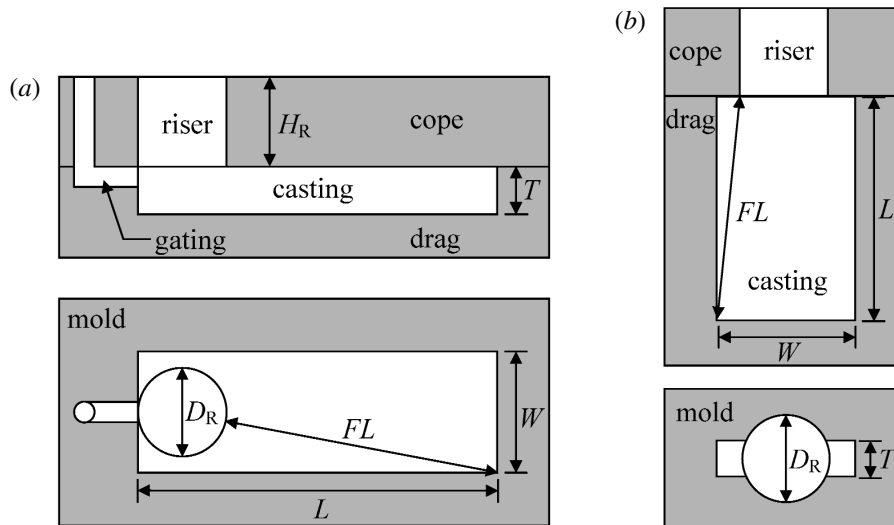 (a)
riser
H_R
cope
casting
T
gating
drag
mold
D_R
FL
W
L
(b)
cope
riser
drag
FL
L
casting
W
mold
D_R
T